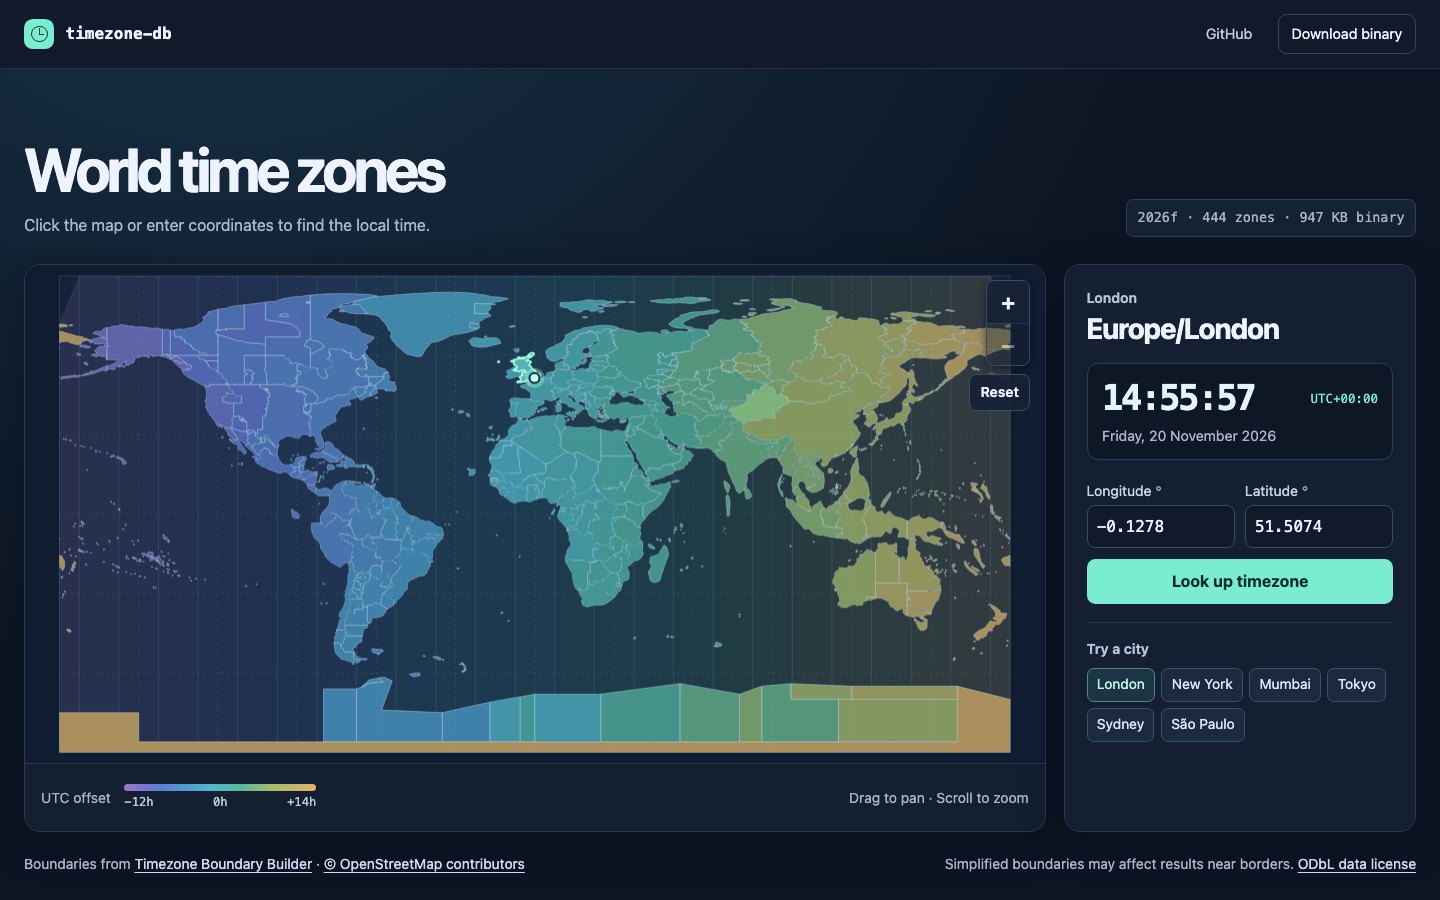 timezone-db
GitHub
Download binary
World time zones
Click the map or enter coordinates to find the local time.
2026f · 444 zones · 947 KB binary
+
−
Reset
UTC offset
−12h
0h
+14h
Drag to pan · Scroll to zoom
London
Europe/London
14:55:57
UTC+00:00
Friday, 20 November 2026
Longitude °
Latitude °
−0.1278
51.5074
Look up timezone
Try a city
London
New York
Mumbai
Tokyo
Sydney
São Paulo
Boundaries from Timezone Boundary Builder · © OpenStreetMap contributors
Simplified boundaries may affect results near borders. ODbL data license